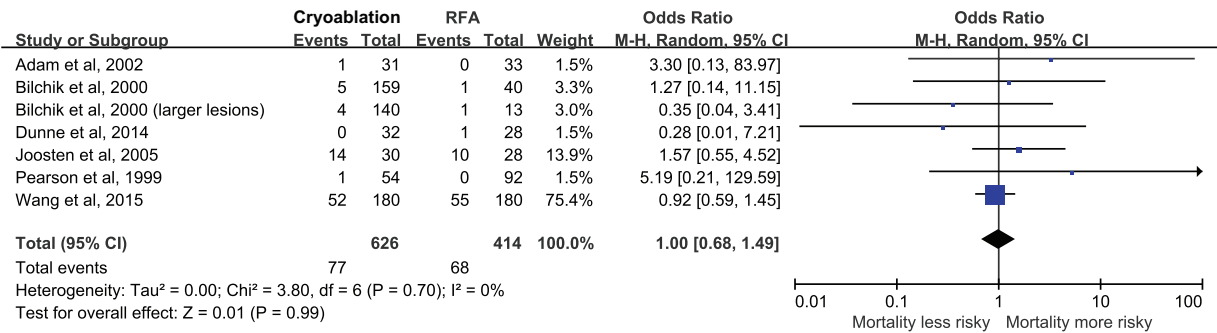 Cryoablation RFA Odds Ratio Odds Ratio
Study or Subgroup Events Total Events Total Weight M-H, Random, 95% CI M-H, Random, 95% CI
Adam et al, 2002 1 31 0 33 1.5% 3.30 [0.13, 83.97]
Bilchik et al, 2000 5 159 1 40 3.3% 1.27 [0.14, 11.15]
Bilchik et al, 2000 (larger lesions) 4 140 1 13 3.0% 0.35 [0.04, 3.41]
Dunne et al, 2014 0 32 1 28 1.5% 0.28 [0.01, 7.21]
Joosten et al, 2005 14 30 10 28 13.9% 1.57 [0.55, 4.52]
Pearson et al, 1999 1 54 0 92 1.5% 5.19 [0.21, 129.59]
Wang et al, 2015 52 180 55 180 75.4% 0.92 [0.59, 1.45]
Total (95% CI) 626 414 100.0% 1.00 [0.68, 1.49]
Total events 77 68
Heterogeneity: Tau² = 0.00; Chi² = 3.80, df = 6 (P = 0.70); I² = 0%
Test for overall effect: Z = 0.01 (P = 0.99)
0.01 0.1 1 10 100
Mortality less risky Mortality more risky